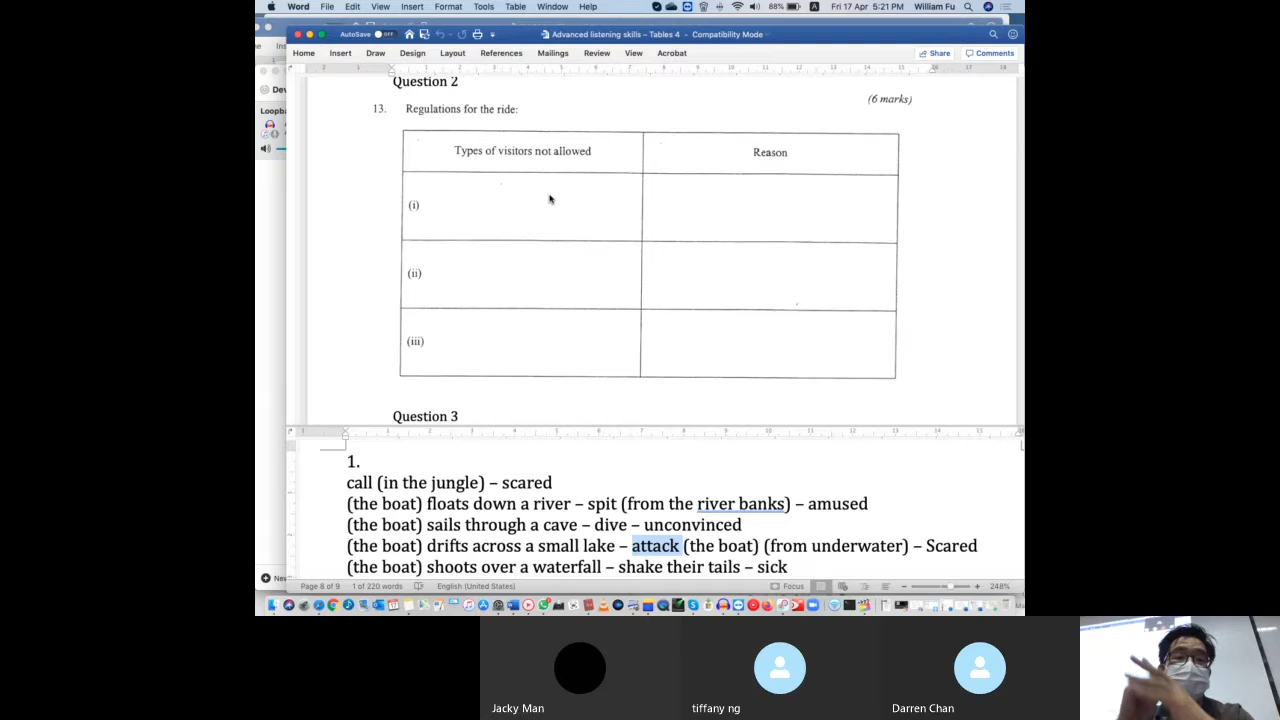 Word File Edit View Insert Format Tools Table Window Help 88% Fri 17 Apr 5:21 PM William Fu
AutoSave OFF Advanced listening skills – Tables 4 - Compatibility Mode
Home Insert Draw Design Layout References Mailings Review View Acrobat Share Comments
Question 2
(6 marks)
13. Regulations for the ride:
Types of visitors not allowed Reason
(i)
(ii)
(iii)
Question 3
1.
call (in the jungle) – scared
(the boat) floats down a river – spit (from the river banks) – amused
(the boat) sails through a cave – dive – unconvinced
(the boat) drifts across a small lake – attack (the boat) (from underwater) – Scared
(the boat) shoots over a waterfall – shake their tails – sick
Page 8 of 9 1 of 220 words English (United States) Focus 248%
Jacky Man tiffany ng Darren Chan